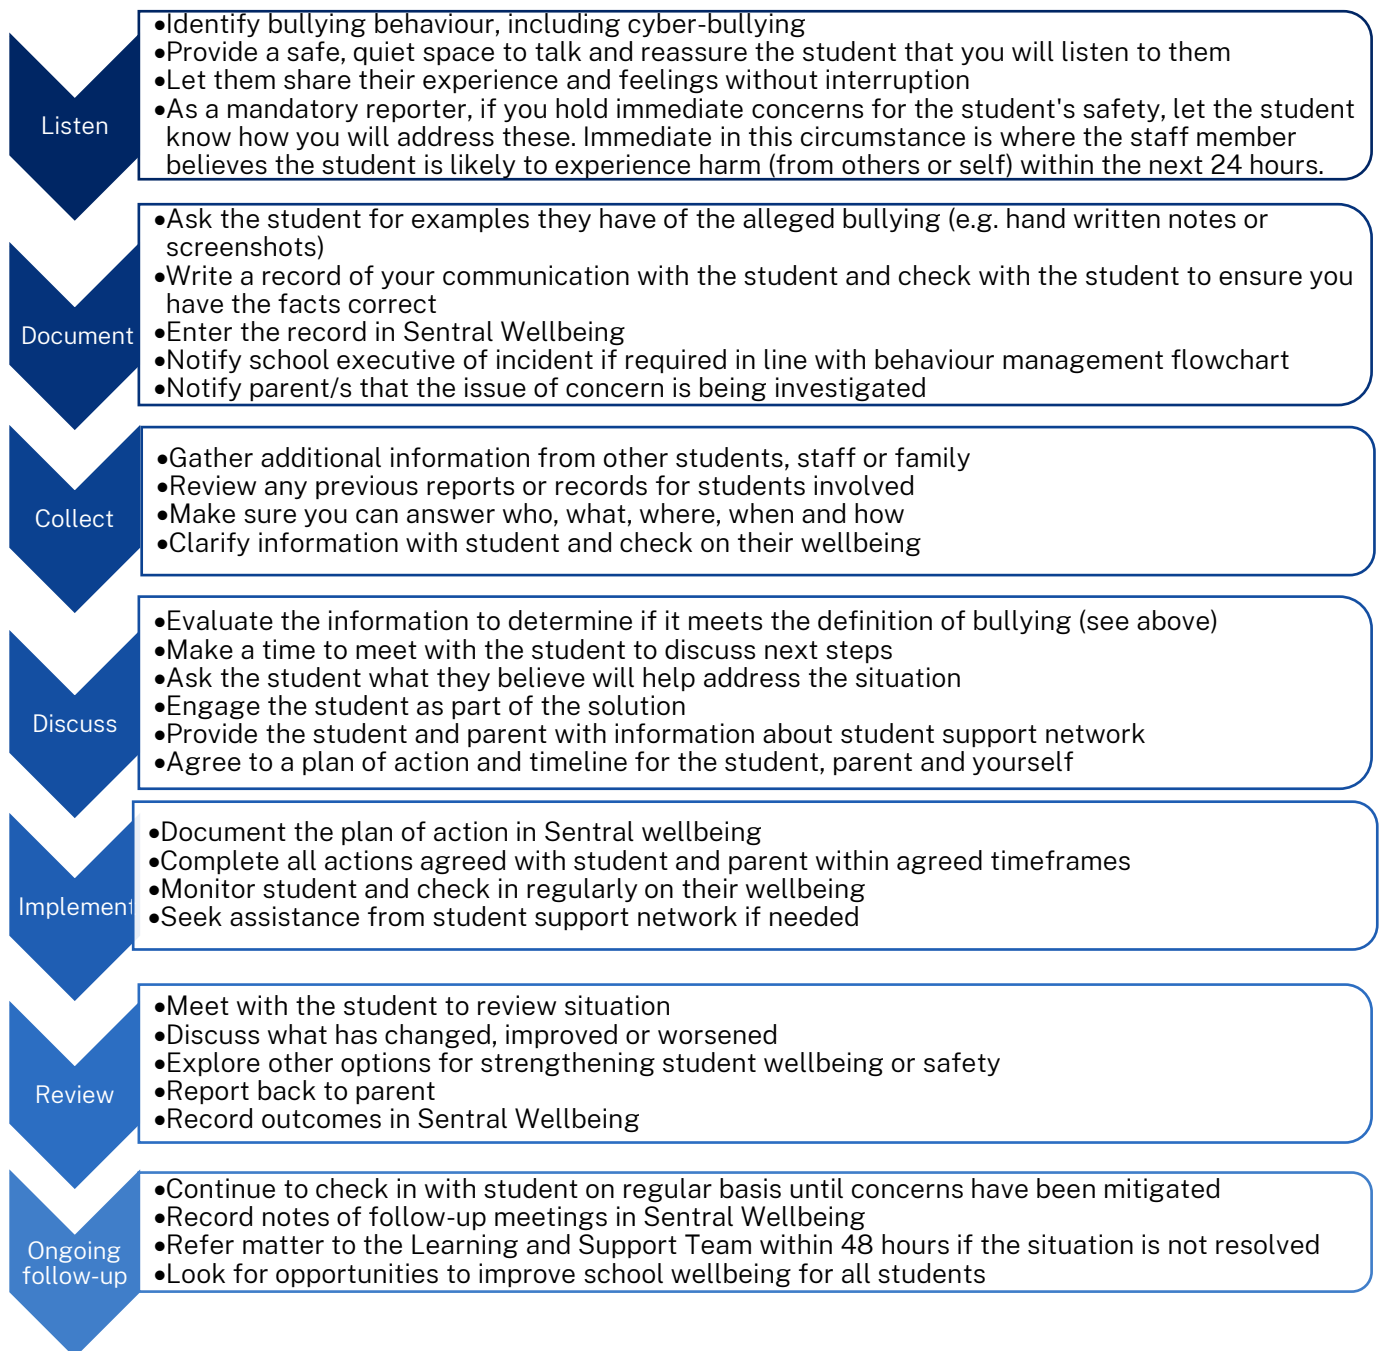 Listen
•Identify bullying behaviour, including cyber-bullying
•Provide a safe, quiet space to talk and reassure the student that you will listen to them
•Let them share their experience and feelings without interruption
•As a mandatory reporter, if you hold immediate concerns for the student's safety, let the student
know how you will address these. Immediate in this circumstance is where the staff member
believes the student is likely to experience harm (from others or self) within the next 24 hours.
Document
•Ask the student for examples they have of the alleged bullying (e.g. hand written notes or
screenshots)
•Write a record of your communication with the student and check with the student to ensure you
have the facts correct
•Enter the record in Sentral Wellbeing
•Notify school executive of incident if required in line with behaviour management flowchart
•Notify parent/s that the issue of concern is being investigated
Collect
•Gather additional information from other students, staff or family
•Review any previous reports or records for students involved
•Make sure you can answer who, what, where, when and how
•Clarify information with student and check on their wellbeing
Discuss
•Evaluate the information to determine if it meets the definition of bullying (see above)
•Make a time to meet with the student to discuss next steps
•Ask the student what they believe will help address the situation
•Engage the student as part of the solution
•Provide the student and parent with information about student support network
•Agree to a plan of action and timeline for the student, parent and yourself
Implement
•Document the plan of action in Sentral wellbeing
•Complete all actions agreed with student and parent within agreed timeframes
•Monitor student and check in regularly on their wellbeing
•Seek assistance from student support network if needed
Review
•Meet with the student to review situation
•Discuss what has changed, improved or worsened
•Explore other options for strengthening student wellbeing or safety
•Report back to parent
•Record outcomes in Sentral Wellbeing
Ongoing
follow-up
•Continue to check in with student on regular basis until concerns have been mitigated
•Record notes of follow-up meetings in Sentral Wellbeing
•Refer matter to the Learning and Support Team within 48 hours if the situation is not resolved
•Look for opportunities to improve school wellbeing for all students